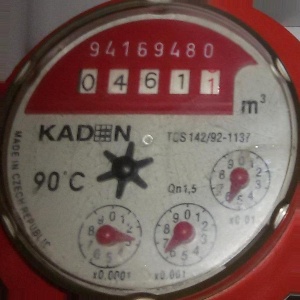 94169480
04611
m³
KADEN
TCS 142/92-1137
MADE IN CZECH REPUBLIC
90°C
Qn1,5
x0.01
x0.0001
x0.001